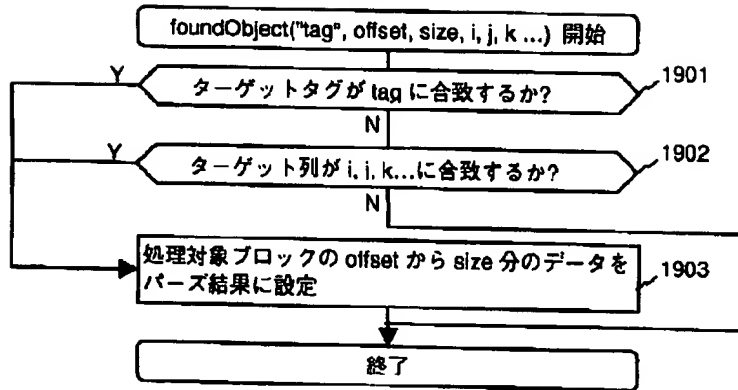 foundObject("tag", offset, size, i, j, k ...) 開始
Y
ターゲットタグが tag に合致するか?
1901
N
Y
ターゲット列が i, j, k...に合致するか?
1902
N
処理対象ブロックの offset から size 分のデータを
パーズ結果に設定
1903
終了